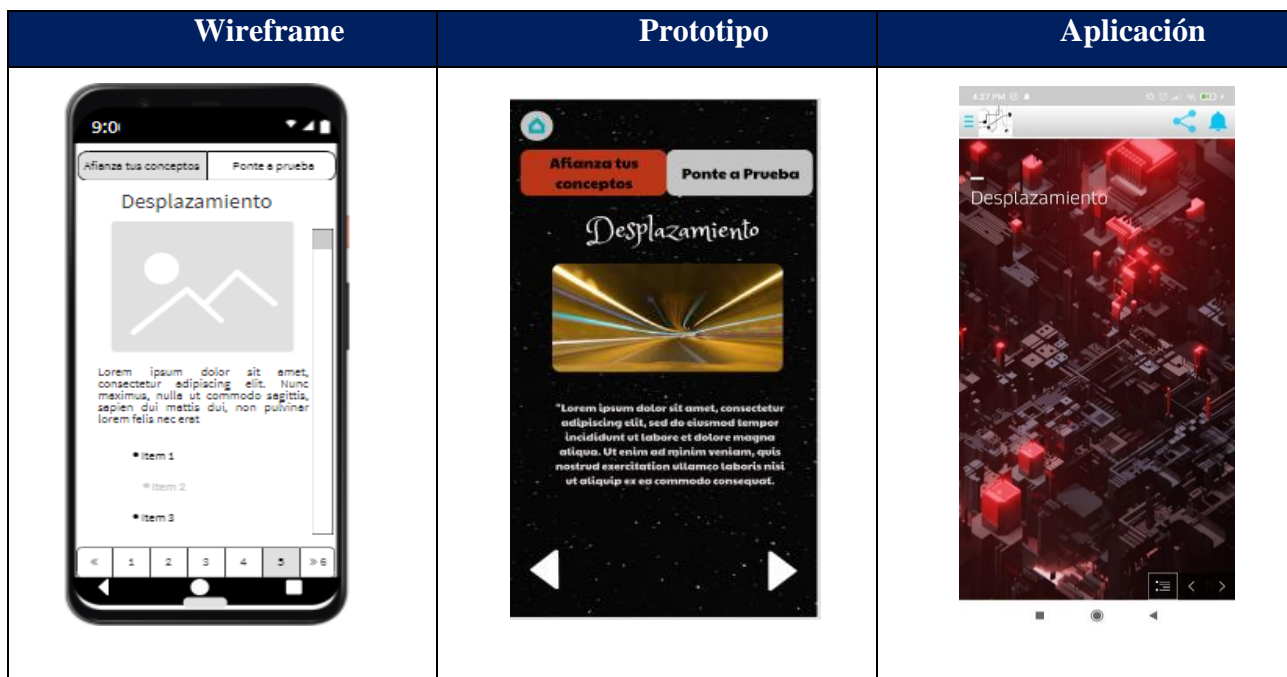 Wireframe
Prototipo
Aplicación
9:0
Afianza tus conceptos
Ponte a prueba
Desplazamiento
Lorem ipsum dolor sit amet,
consectetur adipiscing elit. Nunc
maximus, nulla ut commodo sagittis,
sapien dui mattis dui, non pulvinar
lorem felis nec erat
Item 1
Item 2
Item 3
« 1 2 3 4 5 » 6
Afianza tus
conceptos
Ponte a Prueba
Desplazamiento
"Lorem ipsum dolor sit amet, consectetur
adipiscing elit, sed do eiusmod tempor
incididunt ut labore et dolore magna
aliqua. Ut enim ad minim veniam, quis
nostrud exercitation ullamco laboris nisi
ut aliquip ex ea commodo consequat.
4:27 PM
Desplazamiento